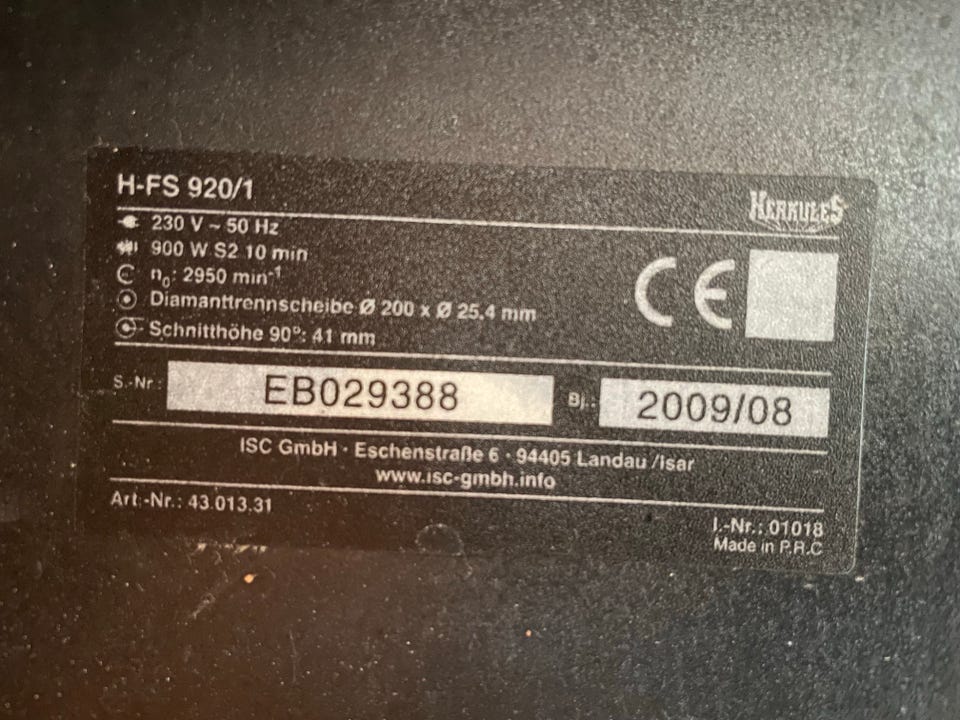 H-FS 920/1
HERKULES
230 V ~ 50 Hz
900 W S2 10 min
n₀: 2950 min⁻¹
Diamanttrennscheibe Ø 200 x Ø 25.4 mm
Schnitthöhe 90°: 41 mm
CE
S.-Nr.: EB029388 Bj.: 2009/08
ISC GmbH · Eschenstraße 6 · 94405 Landau/Isar
www.isc-gmbh.info
Art.-Nr.: 43.013.31
I.-Nr.: 01018
Made in P.R.C